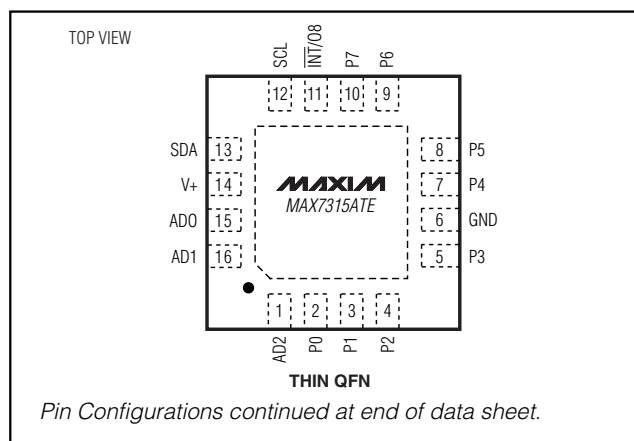 TOP VIEW
SCL
INT/O8
P7
P6
12
11
10
9
SDA
13
8
P5
V+
14
MAXIM
7
P4
MAX7315ATE
AD0
15
6
GND
AD1
16
5
P3
1
2
3
4
AD2
P0
P1
P2
THIN QFN
Pin Configurations continued at end of data sheet.